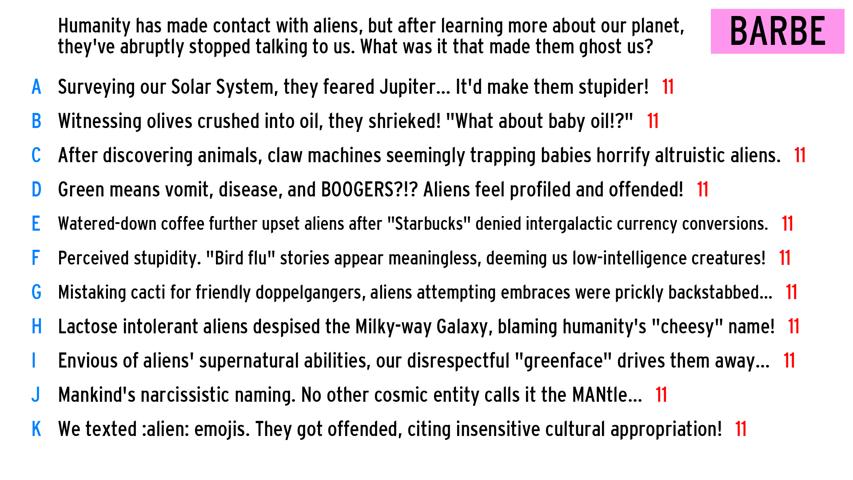 Humanity has made contact with aliens, but after learning more about our planet,
they've abruptly stopped talking to us. What was it that made them ghost us?
BARBE
A Surveying our Solar System, they feared Jupiter... It'd make them stupider! 11
B Witnessing olives crushed into oil, they shrieked! "What about baby oil!?" 11
C After discovering animals, claw machines seemingly trapping babies horrify altruistic aliens. 11
D Green means vomit, disease, and BOOGERS?!? Aliens feel profiled and offended! 11
E Watered-down coffee further upset aliens after "Starbucks" denied intergalactic currency conversions. 11
F Perceived stupidity. "Bird flu" stories appear meaningless, deeming us low-intelligence creatures! 11
G Mistaking cacti for friendly doppelgangers, aliens attempting embraces were prickly backstabbed... 11
H Lactose intolerant aliens despised the Milky-way Galaxy, blaming humanity's "cheesy" name! 11
I Envious of aliens' supernatural abilities, our disrespectful "greenface" drives them away... 11
J Mankind's narcissistic naming. No other cosmic entity calls it the MANtle... 11
K We texted :alien: emojis. They got offended, citing insensitive cultural appropriation! 11